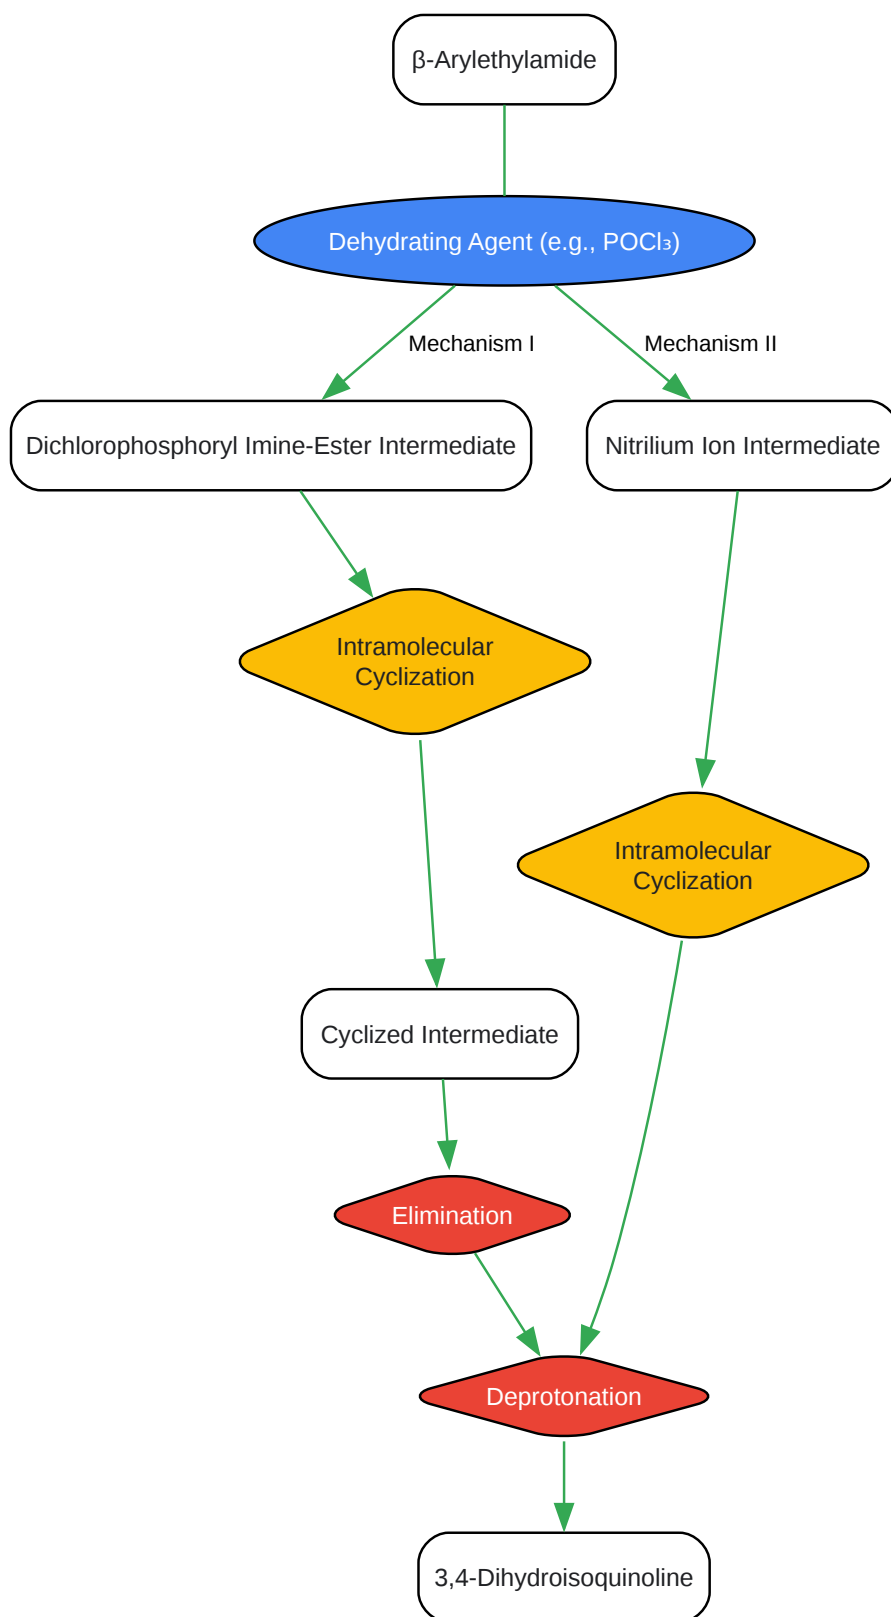 β-Arylethylamide
Dehydrating Agent (e.g., POCl₃)
Mechanism I
Mechanism II
Dichlorophosphoryl Imine-Ester Intermediate
Nitrilium Ion Intermediate
Intramolecular
Cyclization
Intramolecular
Cyclization
Cyclized Intermediate
Elimination
Deprotonation
3,4-Dihydroisoquinoline